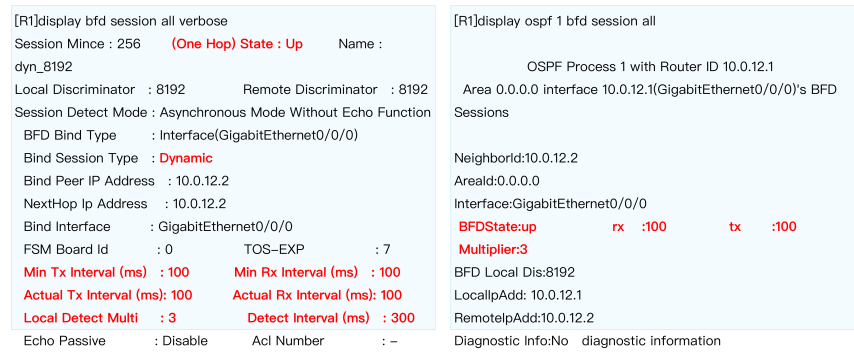 [R1]display bfd session all verbose
Session Mince : 256 (One Hop) State : Up Name :
dyn_8192
Local Discriminator : 8192 Remote Discriminator : 8192
Session Detect Mode : Asynchronous Mode Without Echo Function
BFD Bind Type : Interface(GigabitEthernet0/0/0)
Bind Session Type : Dynamic
Bind Peer IP Address : 10.0.12.2
NextHop Ip Address : 10.0.12.2
Bind Interface : GigabitEthernet0/0/0
FSM Board Id : 0 TOS-EXP : 7
Min Tx Interval (ms) : 100 Min Rx Interval (ms) : 100
Actual Tx Interval (ms): 100 Actual Rx Interval (ms): 100
Local Detect Multi : 3 Detect Interval (ms) : 300
Echo Passive : Disable Acl Number : -
[R1]display ospf 1 bfd session all
OSPF Process 1 with Router ID 10.0.12.1
Area 0.0.0.0 interface 10.0.12.1(GigabitEthernet0/0/0)'s BFD
Sessions
NeighborId:10.0.12.2
AreaId:0.0.0.0
Interface:GigabitEthernet0/0/0
BFDState:up rx :100 tx :100
Multiplier:3
BFD Local Dis:8192
LocalIpAdd: 10.0.12.1
RemoteIpAdd:10.0.12.2
Diagnostic Info:No diagnostic information